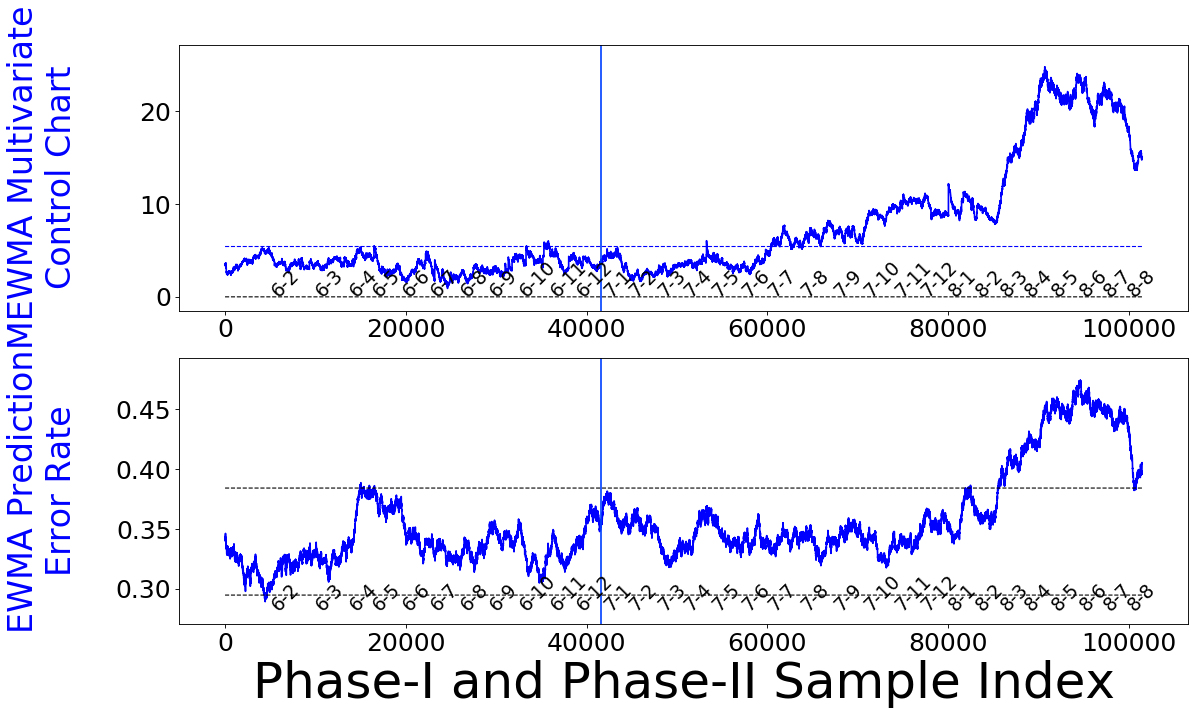 MEWMA Multivariate
Control Chart
20
10
0
6-2 6-3 6-4 6-5 6-6 6-7 6-8 6-9 6-10 6-11 6-12 7-1 7-2 7-3 7-4 7-5 7-6 7-7 7-8 7-9 7-10 7-11 7-12 8-1 8-2 8-3 8-4 8-5 8-6 8-7 8-8
0 20000 40000 60000 80000 100000
EWMA Prediction
Error Rate
0.45
0.40
0.35
0.30
6-2 6-3 6-4 6-5 6-6 6-7 6-8 6-9 6-10 6-11 6-12 7-1 7-2 7-3 7-4 7-5 7-6 7-7 7-8 7-9 7-10 7-11 7-12 8-1 8-2 8-3 8-4 8-5 8-6 8-7 8-8
0 20000 40000 60000 80000 100000
Phase-I and Phase-II Sample Index